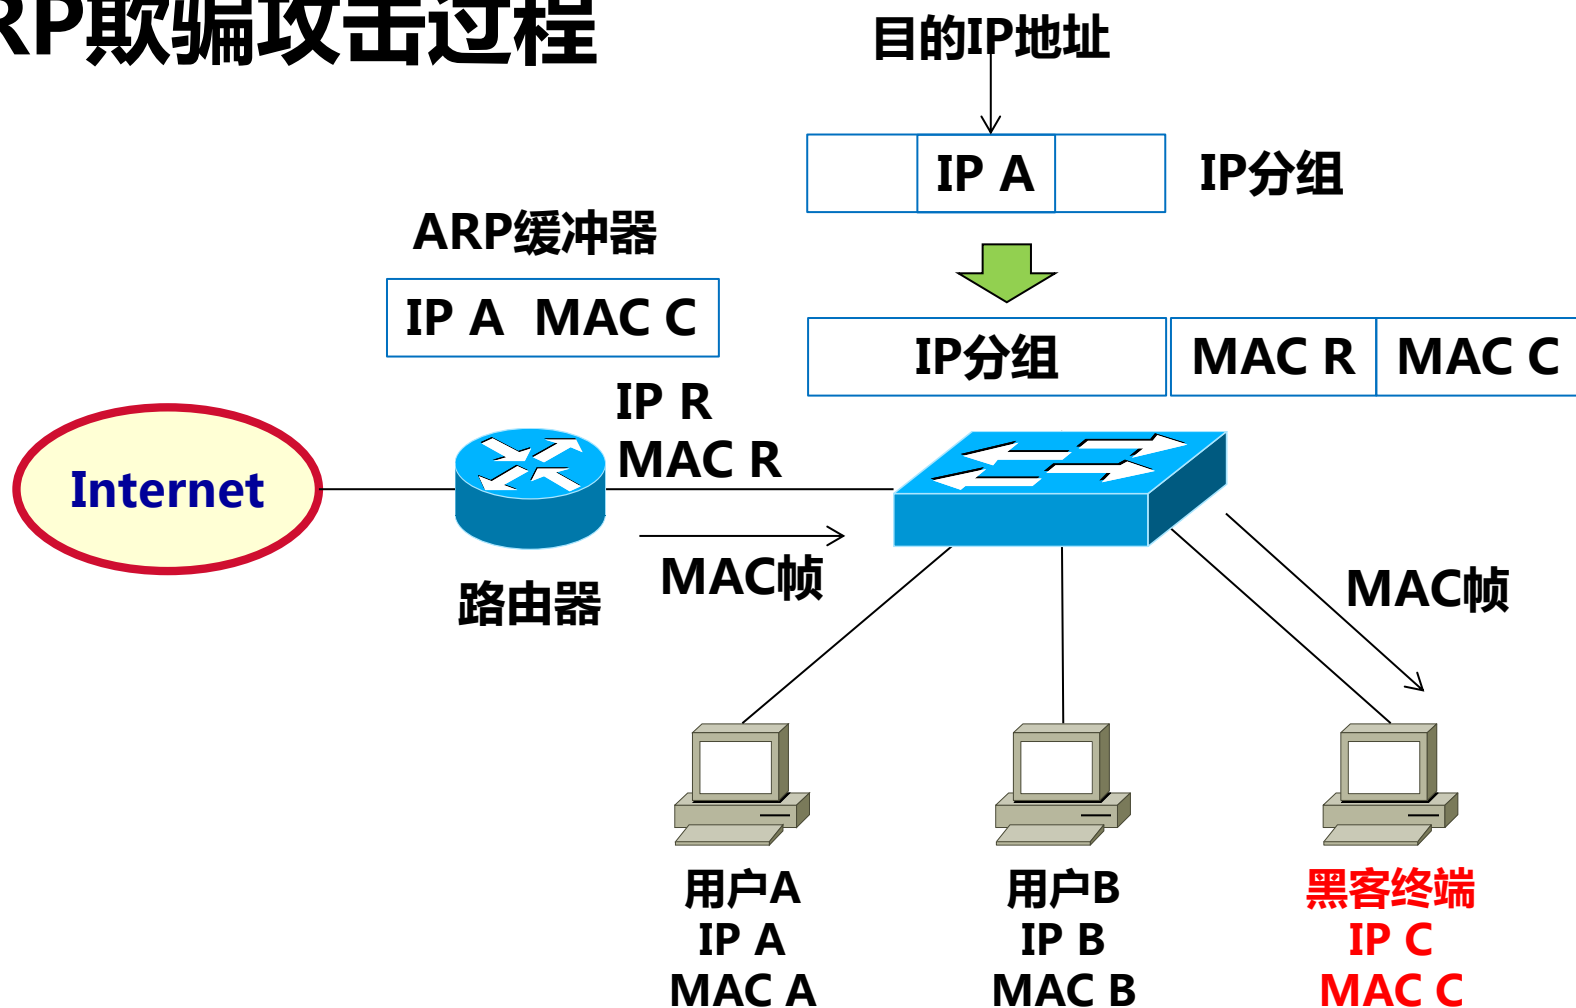 RP欺骗攻击过程
目的IP地址
IP A
IP分组
ARP缓冲器
IP A MAC C
IP分组
MAC R
MAC C
IP R
MAC R
Internet
路由器
MAC帧
MAC帧
用户A
IP A
MAC A
用户B
IP B
MAC B
黑客终端
IP C
MAC C